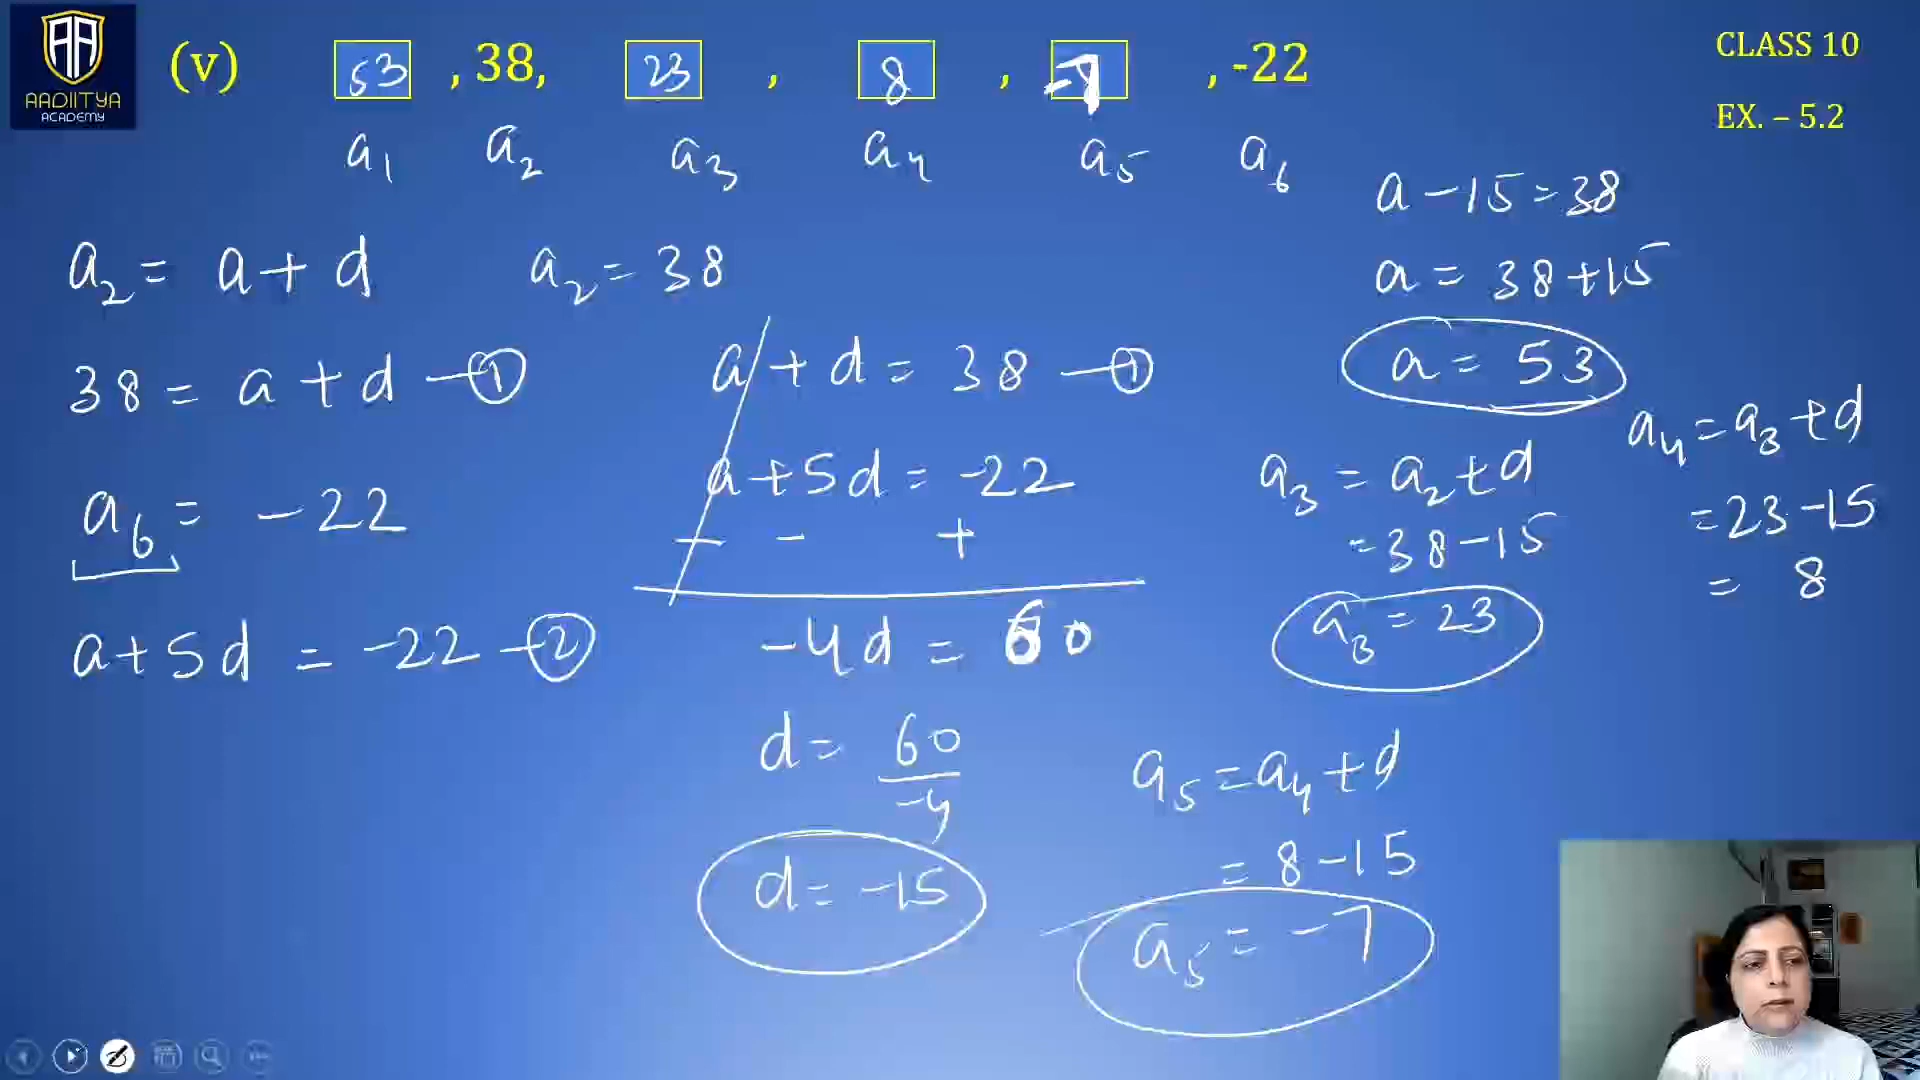 AADIITYA
ACADEMY
(v) 53 , 38, 23 , 8 , -7 , -22
CLASS 10
EX. – 5.2
a₁ a₂ a₃ a₄ a₅ a₆
a₂ = a + d
38 = a + d — ①
a₆ = -22
a + 5d = -22 — ②
a₂ = 38
a + d = 38 — ①
a + 5d = -22
- - +
-4d = 60
d = 60/-4
d = -15
a - 15 = 38
a = 38 + 15
a = 53
a₃ = a₂ + d
= 38 - 15
a₃ = 23
a₄ = a₃ + d
= 23 - 15
= 8
a₅ = a₄ + d
= 8 - 15
a₅ = -7